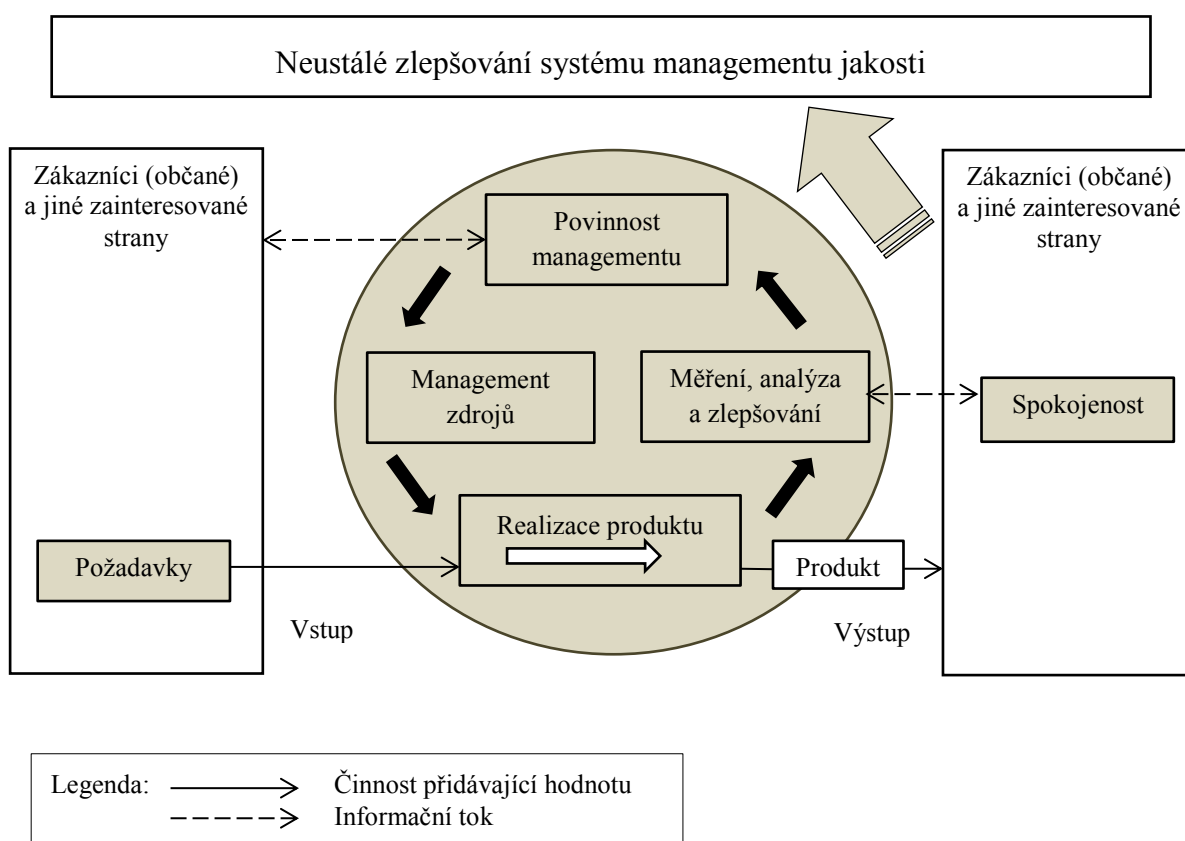 Neustálé zlepšování systému managementu jakosti
Zákazníci (občané)
a jiné zainteresované
strany
Požadavky
Vstup
Povinnost
managementu
Management
zdrojů
Měření, analýza
a zlepšování
Realizace produktu
Produkt
Výstup
Zákazníci (občané)
a jiné zainteresované
strany
Spokojenost
Legenda:
Činnost přidávající hodnotu
Informační tok